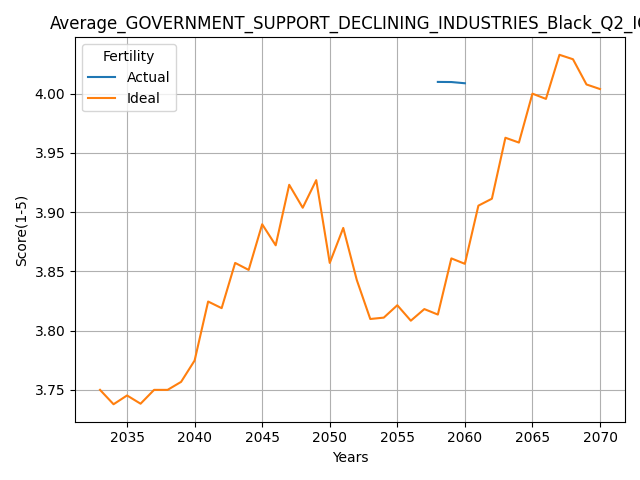 Average_GOVERNMENT_SUPPORT_DECLINING_INDUSTRIES_Black_Q2_I
Fertility
Actual
Ideal
4.00
3.95
3.90
3.85
3.80
3.75
Score(1-5)
2035 2040 2045 2050 2055 2060 2065 2070
Years